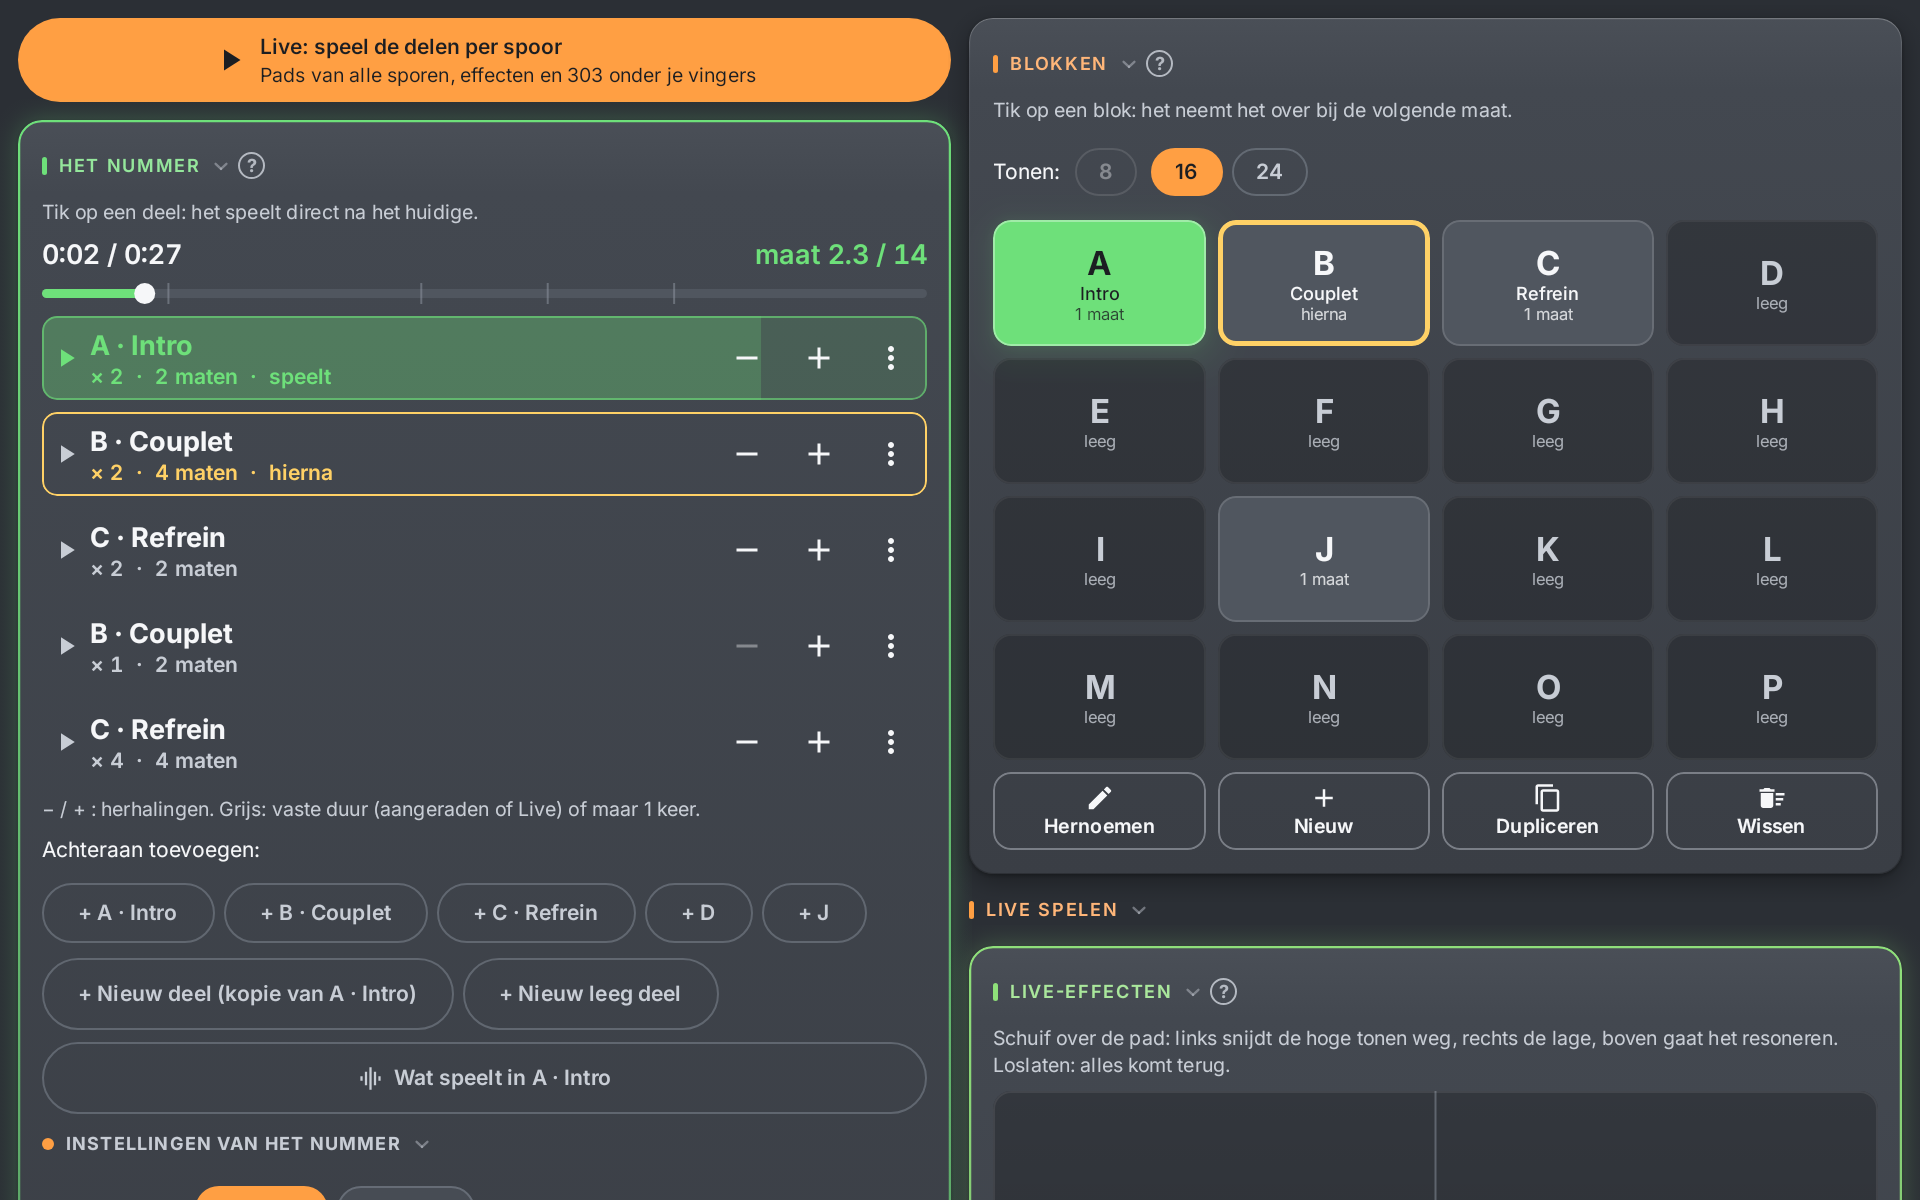 Live: speel de delen per spoor
Pads van alle sporen, effecten en 303 onder je vingers
HET NUMMER ?
Tik op een deel: het speelt direct na het huidige.
0:02 / 0:27 maat 2.3 / 14
A · Intro
× 2 · 2 maten · speelt
B · Couplet
× 2 · 4 maten · hierna
C · Refrein
× 2 · 2 maten
B · Couplet
× 1 · 2 maten
C · Refrein
× 4 · 4 maten
− / + : herhalingen. Grijs: vaste duur (aangeraden of Live) of maar 1 keer.
Achteraan toevoegen:
+ A · Intro + B · Couplet + C · Refrein + D + J
+ Nieuw deel (kopie van A · Intro) + Nieuw leeg deel
Wat speelt in A · Intro
INSTELLINGEN VAN HET NUMMER
BLOKKEN ?
Tik op een blok: het neemt het over bij de volgende maat.
Tonen: 8 16 24
A B C D
Intro Couplet Refrein leeg
1 maat hierna 1 maat
E F G H
leeg leeg leeg leeg
I J K L
leeg 1 maat leeg leeg
M N O P
leeg leeg leeg leeg
Hernoemen Nieuw Dupliceren Wissen
LIVE SPELEN
LIVE-EFFECTEN ?
Schuif over de pad: links snijdt de hoge tonen weg, rechts de lage, boven gaat het resoneren.
Loslaten: alles komt terug.